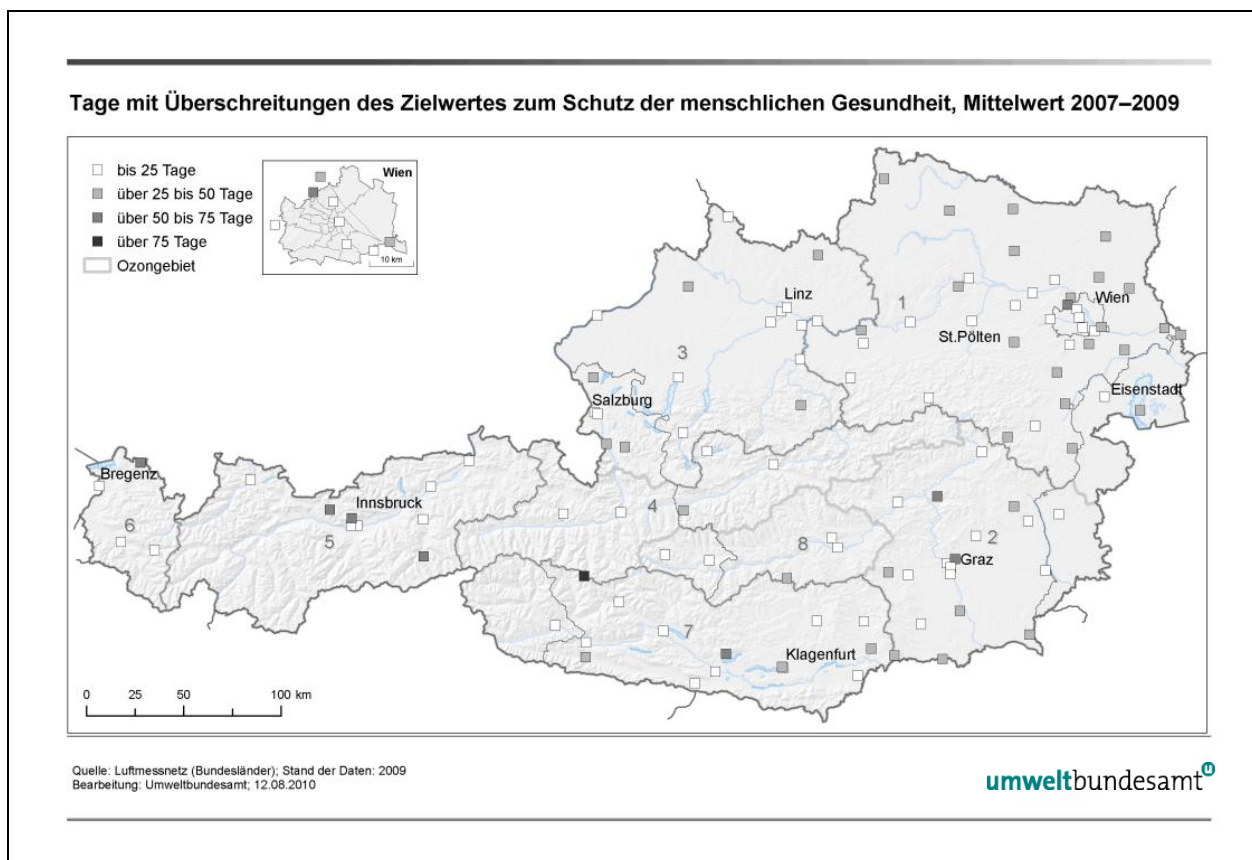 Tage mit Überschreitungen des Zielwertes zum Schutz der menschlichen Gesundheit, Mittelwert 2007–2009
bis 25 Tage
über 25 bis 50 Tage
über 50 bis 75 Tage
über 75 Tage
Ozongebiet
Wien
10 km
Linz
1
Wien
St.Pölten
3
Eisenstadt
Salzburg
Bregenz
Innsbruck
4
6
5
8
2
Graz
7
Klagenfurt
0 25 50 100 km
Quelle: Luftmessnetz (Bundesländer); Stand der Daten: 2009
Bearbeitung: Umweltbundesamt; 12.08.2010
umweltbundesamt u